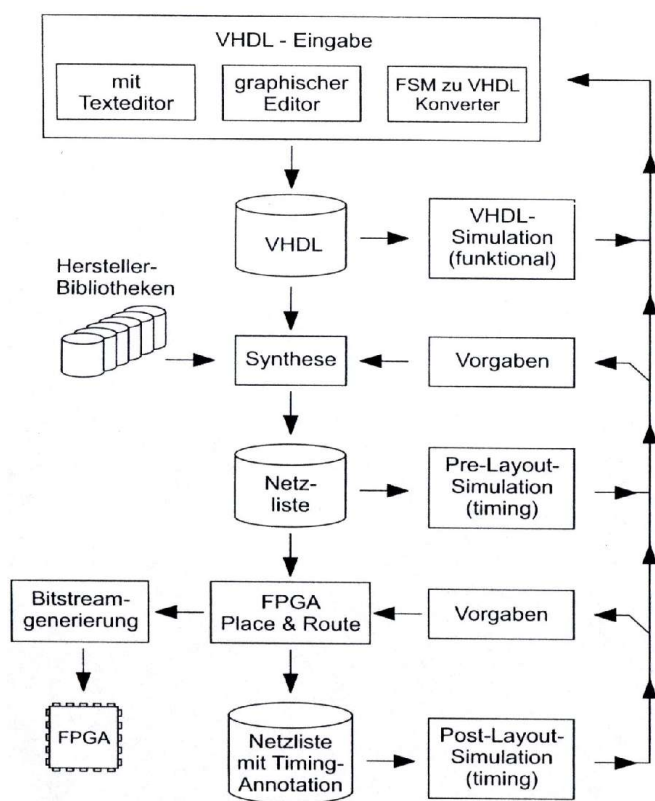 VHDL - Eingabe
mit
Texteditor
graphischer
Editor
FSM zu VHDL
Konverter
VHDL
VHDL-
Simulation
(funktional)
Hersteller-
Bibliotheken
Synthese
Vorgaben
Netz-
liste
Pre-Layout-
Simulation
(timing)
Bitstream-
generierung
FPGA
Place & Route
Vorgaben
FPGA
Netzliste
mit Timing-
Annotation
Post-Layout-
Simulation
(timing)